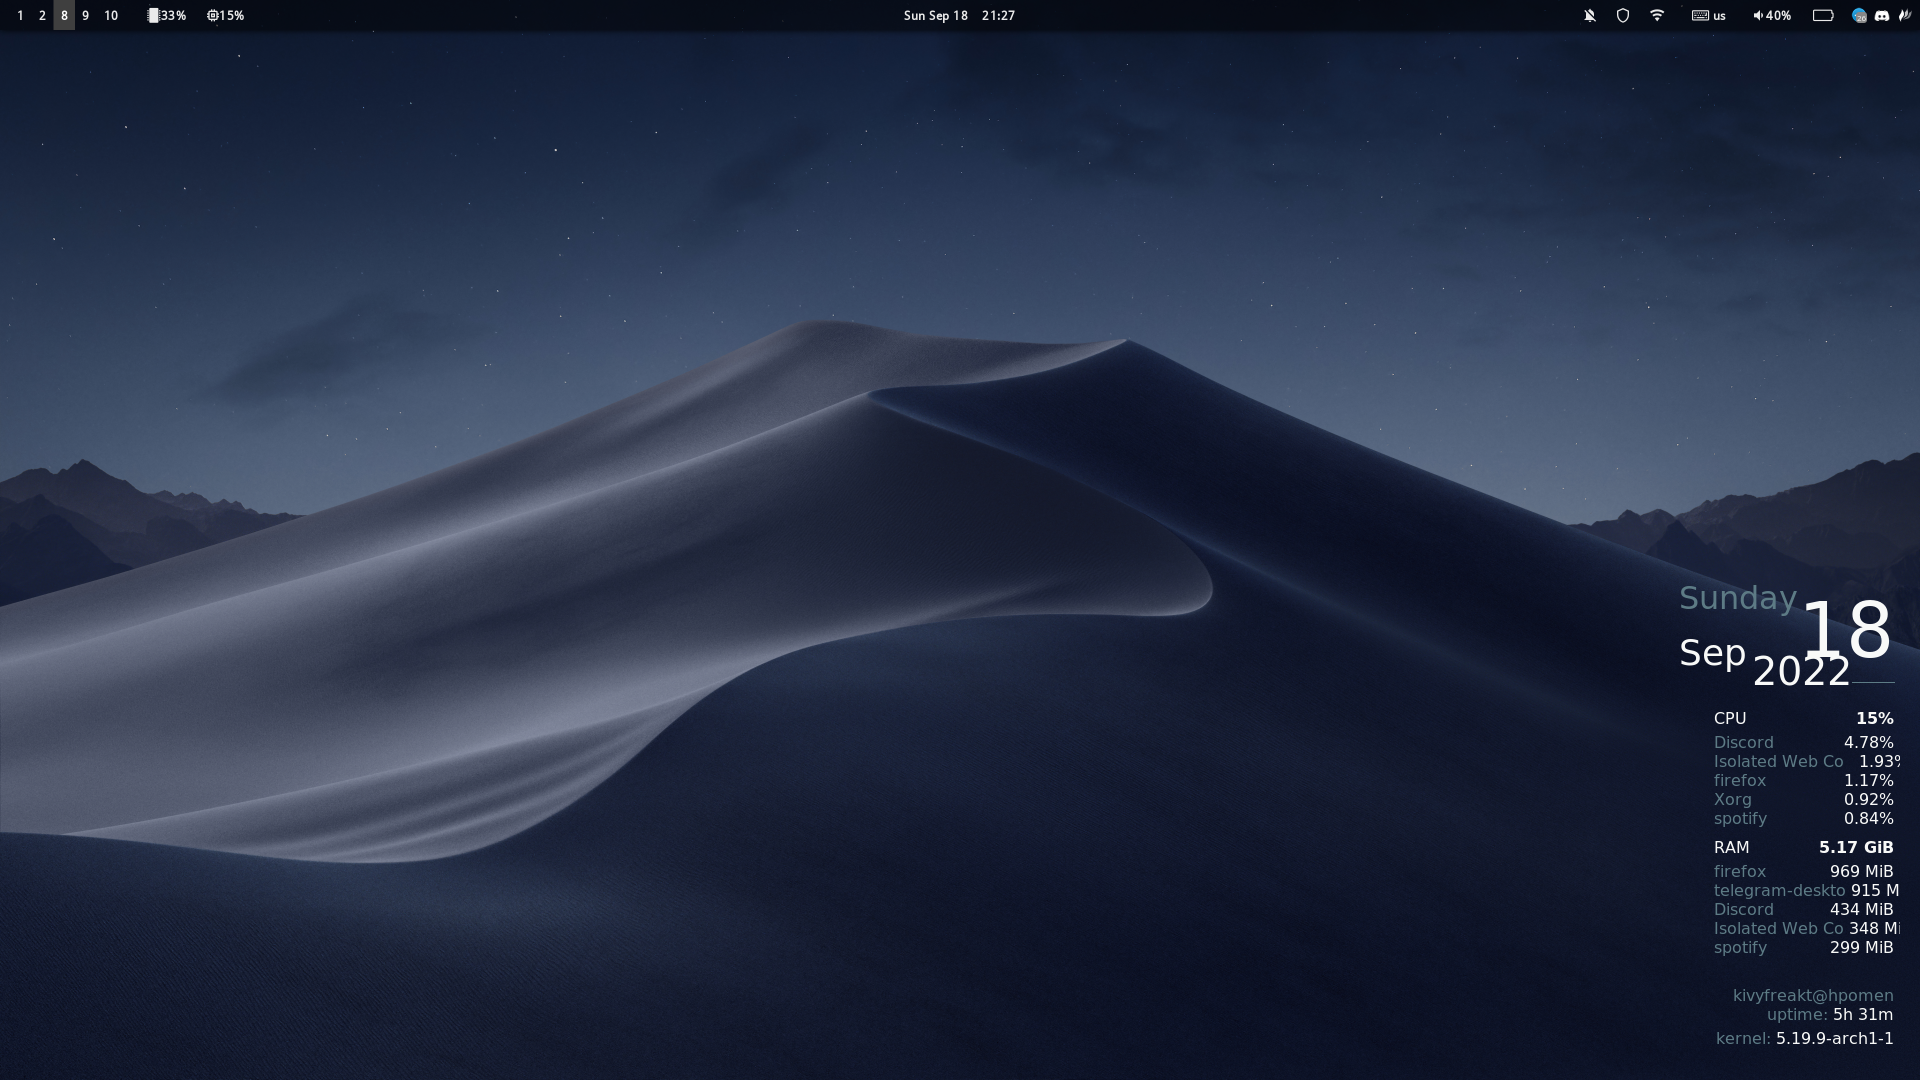 1 2 8 9 10 33% 15% Sun Sep 18 21:27 us 40% 26
Sunday 18
Sep 2022
CPU 15%
Discord 4.78%
Isolated Web Co 1.93%
firefox 1.17%
Xorg 0.92%
spotify 0.84%
RAM 5.17 GiB
firefox 969 MiB
telegram-deskto 915 M
Discord 434 MiB
Isolated Web Co 348 Mi
spotify 299 MiB
kivyfreakt@hpomen
uptime: 5h 31m
kernel: 5.19.9-arch1-1